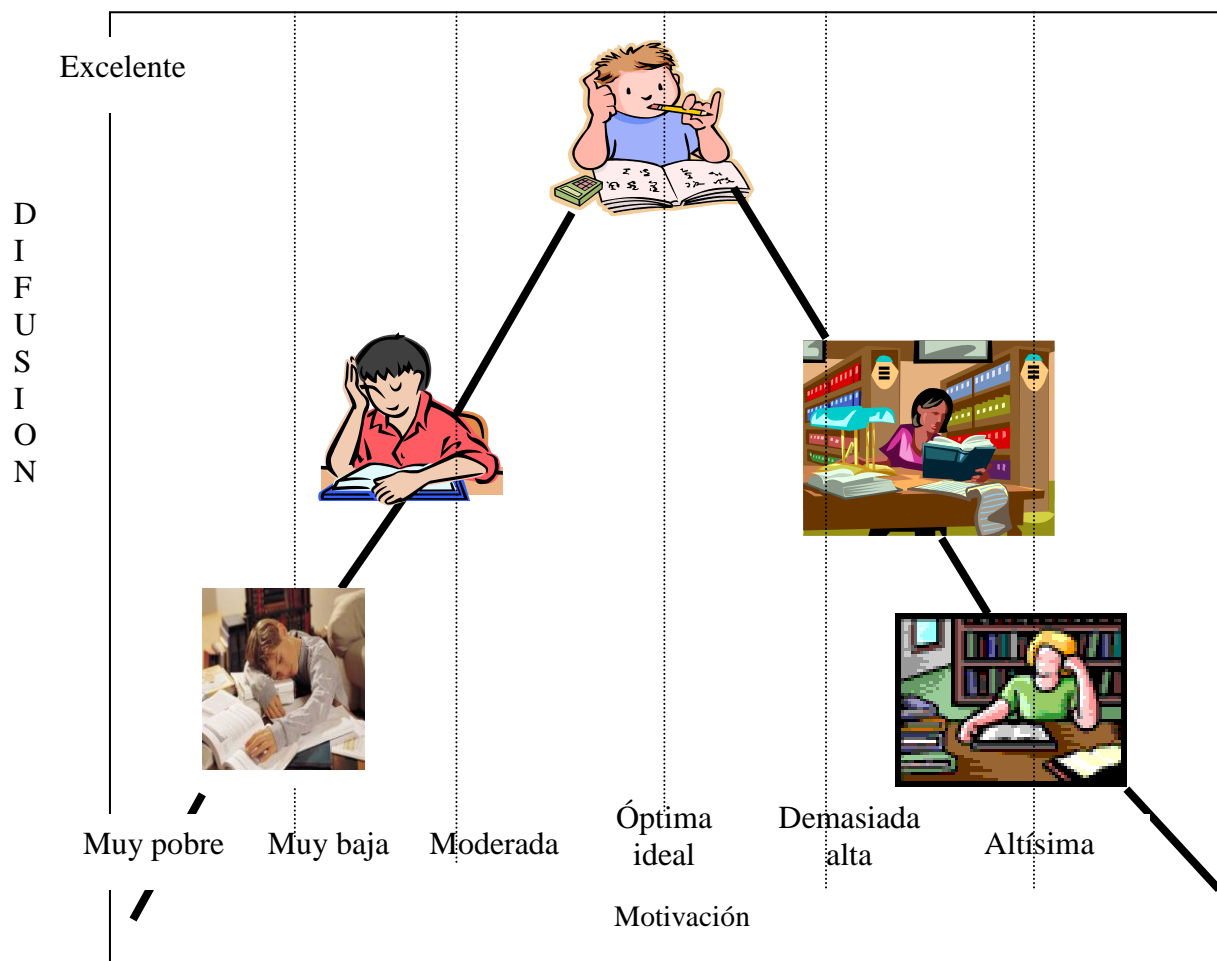 Excelente
D
I
F
U
S
I
O
N
Óptima
ideal
Demasiada
alta
Muy pobre
Muy baja
Moderada
Altísima
Motivación